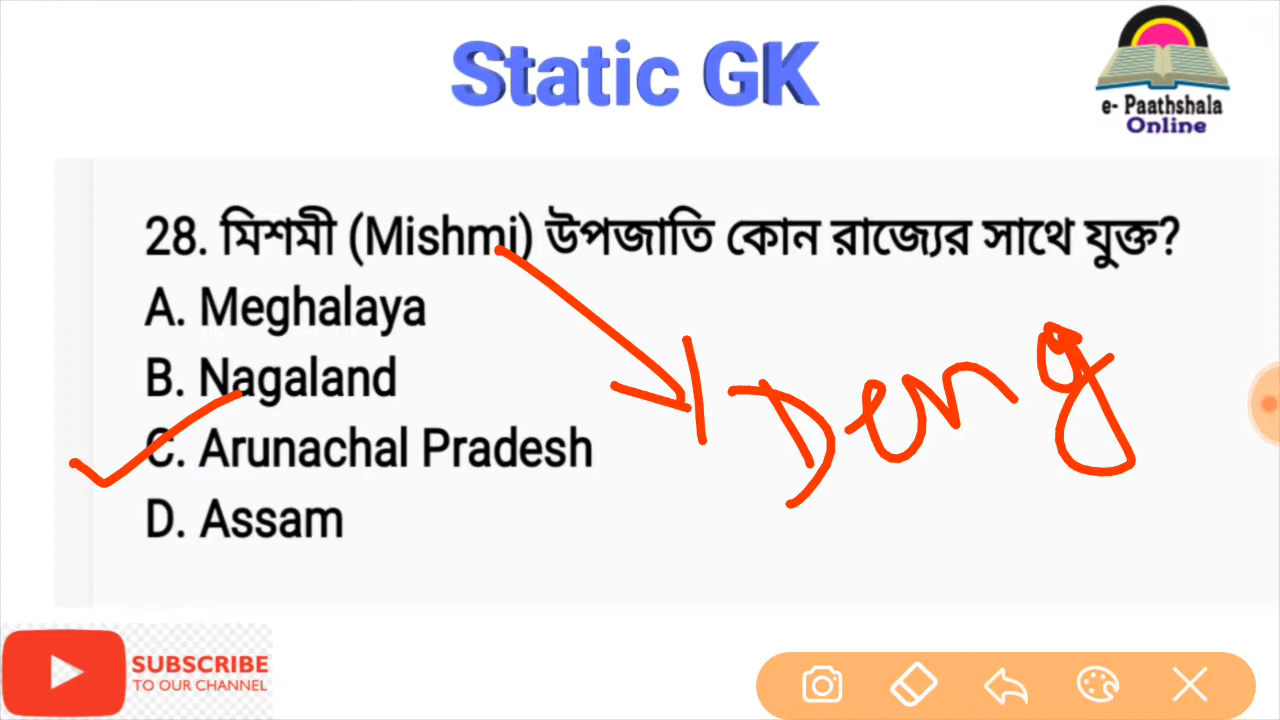 Static GK
e- Paathshala
Online
28. মিশমী (Mishmi) উপজাতি কোন রাজ্যের সাথে যুক্ত?
A. Meghalaya
B. Nagaland
C. Arunachal Pradesh
D. Assam
Deng
SUBSCRIBE
TO OUR CHANNEL